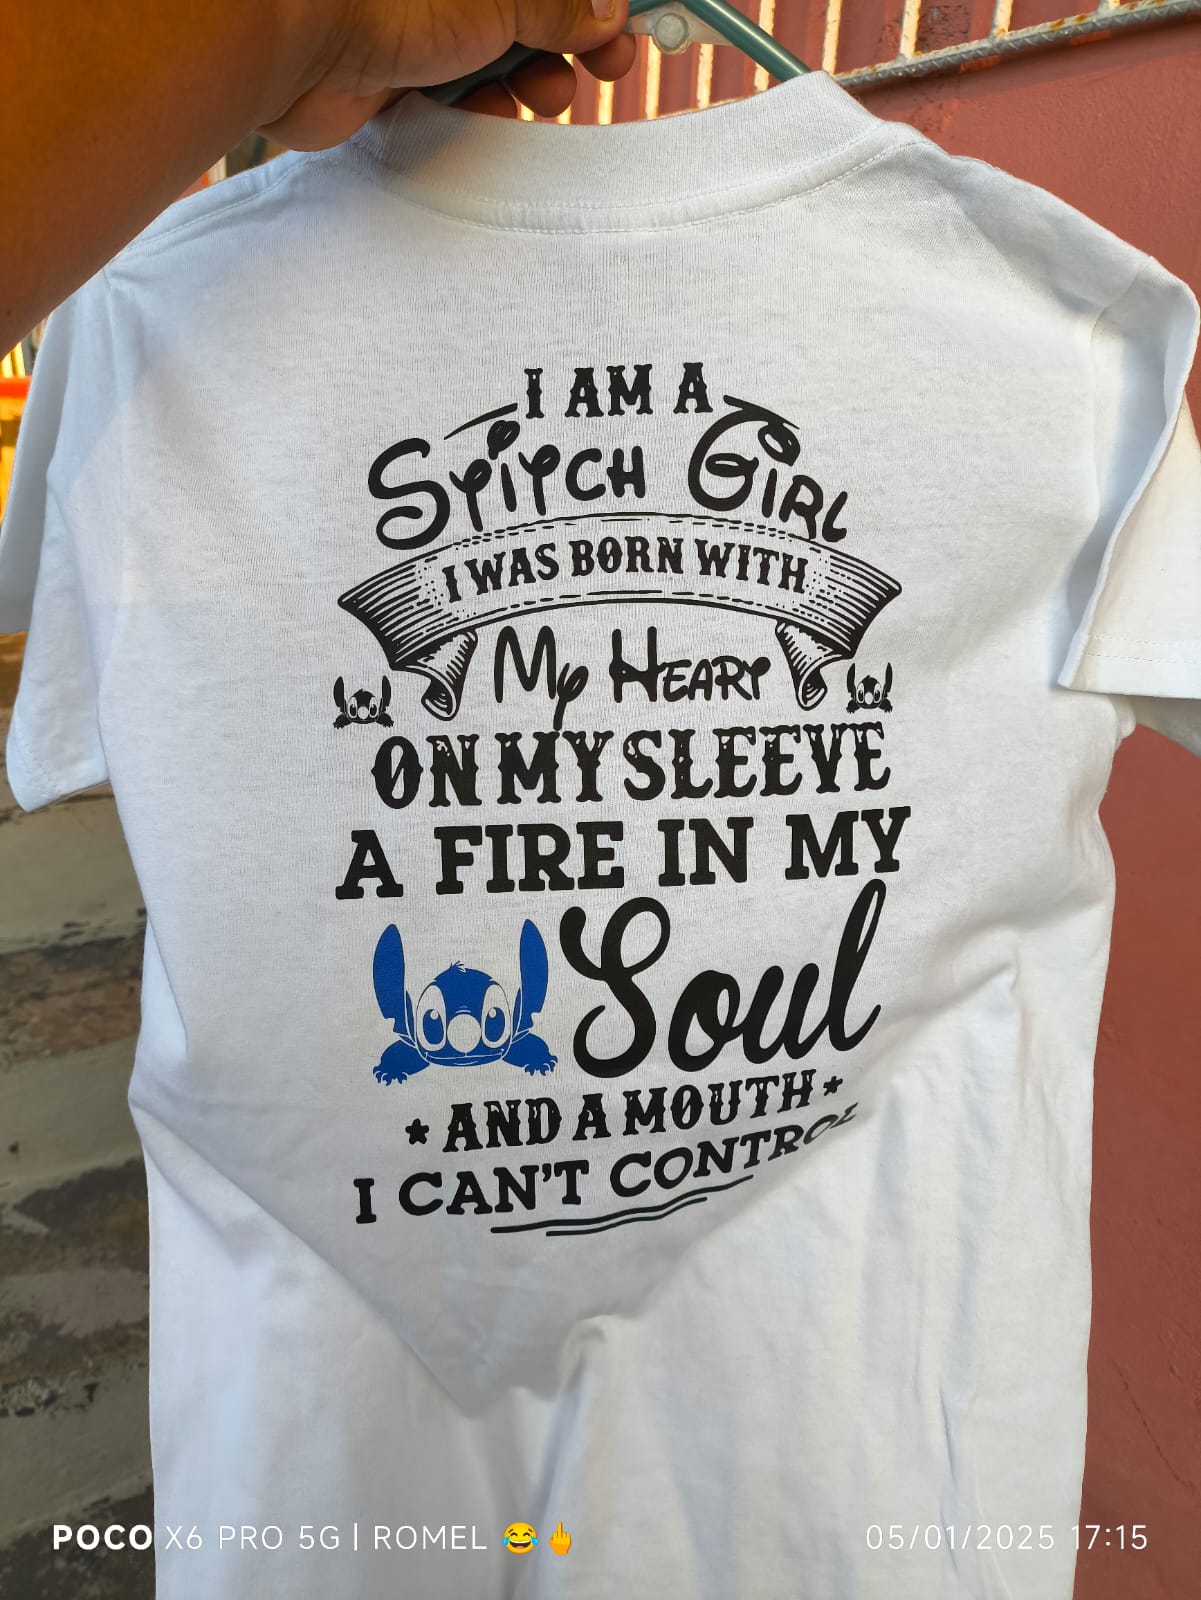 I AM A
STITCH GIRL
I WAS BORN WITH
MY HEART
ON MY SLEEVE
A FIRE IN MY
Soul
* AND A MOUTH *
I CAN'T CONTROL
POCO X6 PRO 5G | ROMEL 😂🖕
05/01/2025 17:15